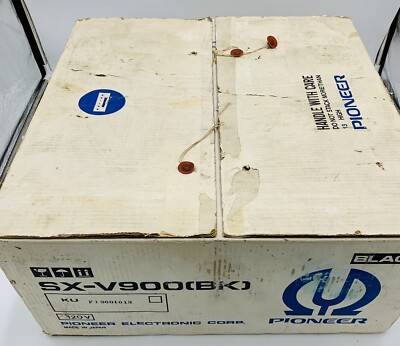 HANDLE WITH CARE
DO NOT STACK MORE THAN
13 HIGH
PIONEER
SX-V900(BK)
BLAC
KU
120V
PIONEER ELECTRONIC CORP.
MADE IN JAPAN
PIONEER